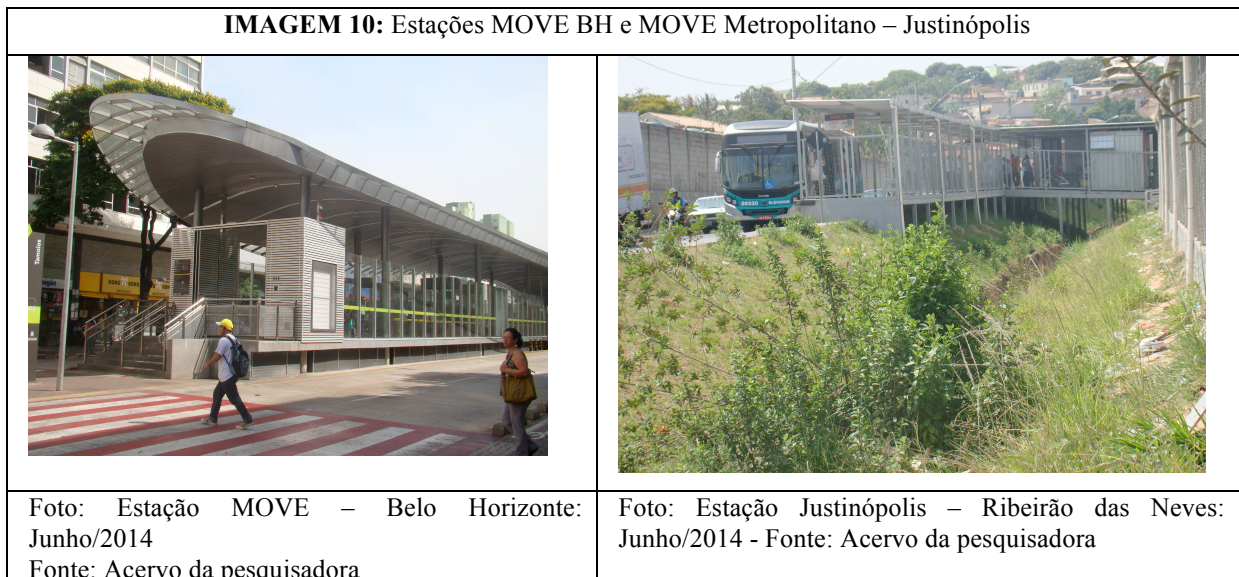 IMAGEM 10: Estações MOVE BH e MOVE Metropolitano – Justinópolis
Tamoios
Foto: Estação MOVE – Belo Horizonte:
Junho/2014
Fonte: Acervo da pesquisadora
Foto: Estação Justinópolis – Ribeirão das Neves:
Junho/2014 - Fonte: Acervo da pesquisadora